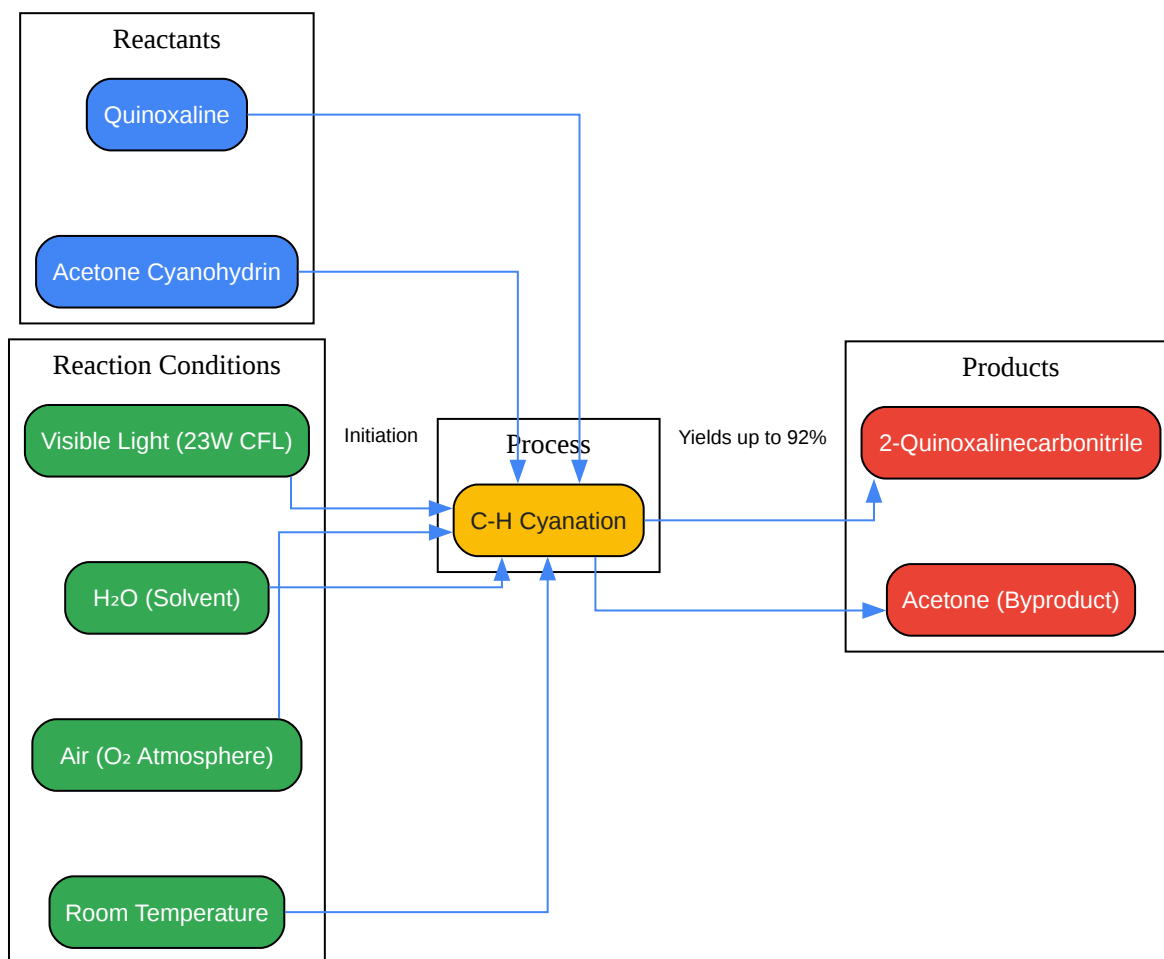 Reactants
Quinoxaline
Acetone Cyanohydrin
Reaction Conditions
Visible Light (23W CFL)
H₂O (Solvent)
Air (O₂ Atmosphere)
Room Temperature
Initiation
Process
C-H Cyanation
Yields up to 92%
Products
2-Quinoxalinecarbonitrile
Acetone (Byproduct)